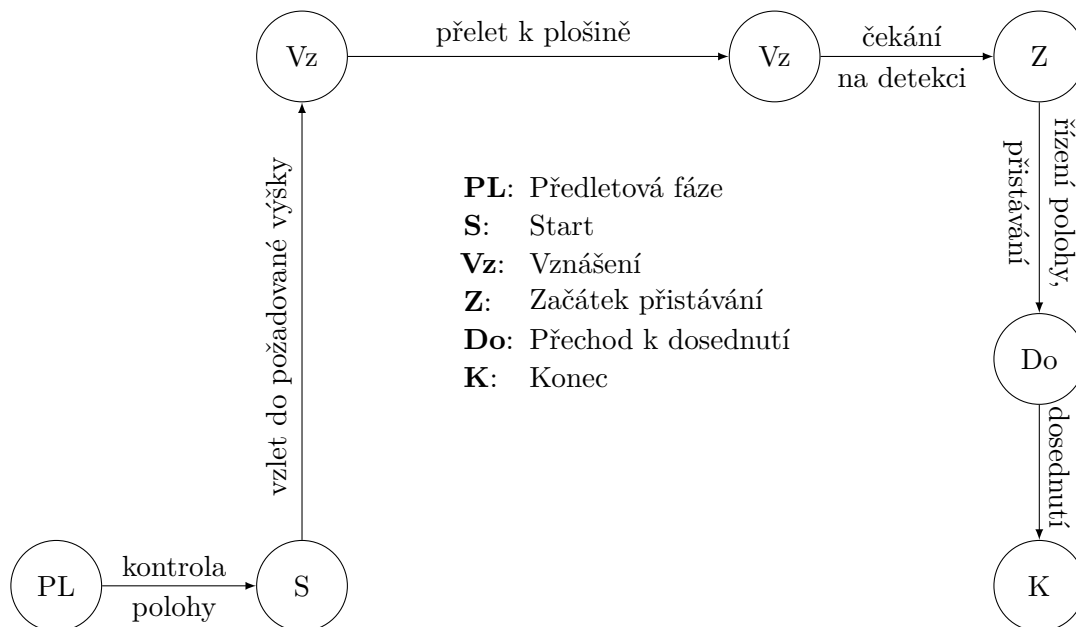 Vz
přelet k plošině
Vz
čekání
na detekci
Z
řízení polohy,
přistávání
vzlet do požadované výšky
PL: Předletová fáze
S: Start
Vz: Vznášení
Z: Začátek přistávání
Do: Přechod k dosednutí
K: Konec
Do
dosednutí
PL
kontrola
polohy
S
K